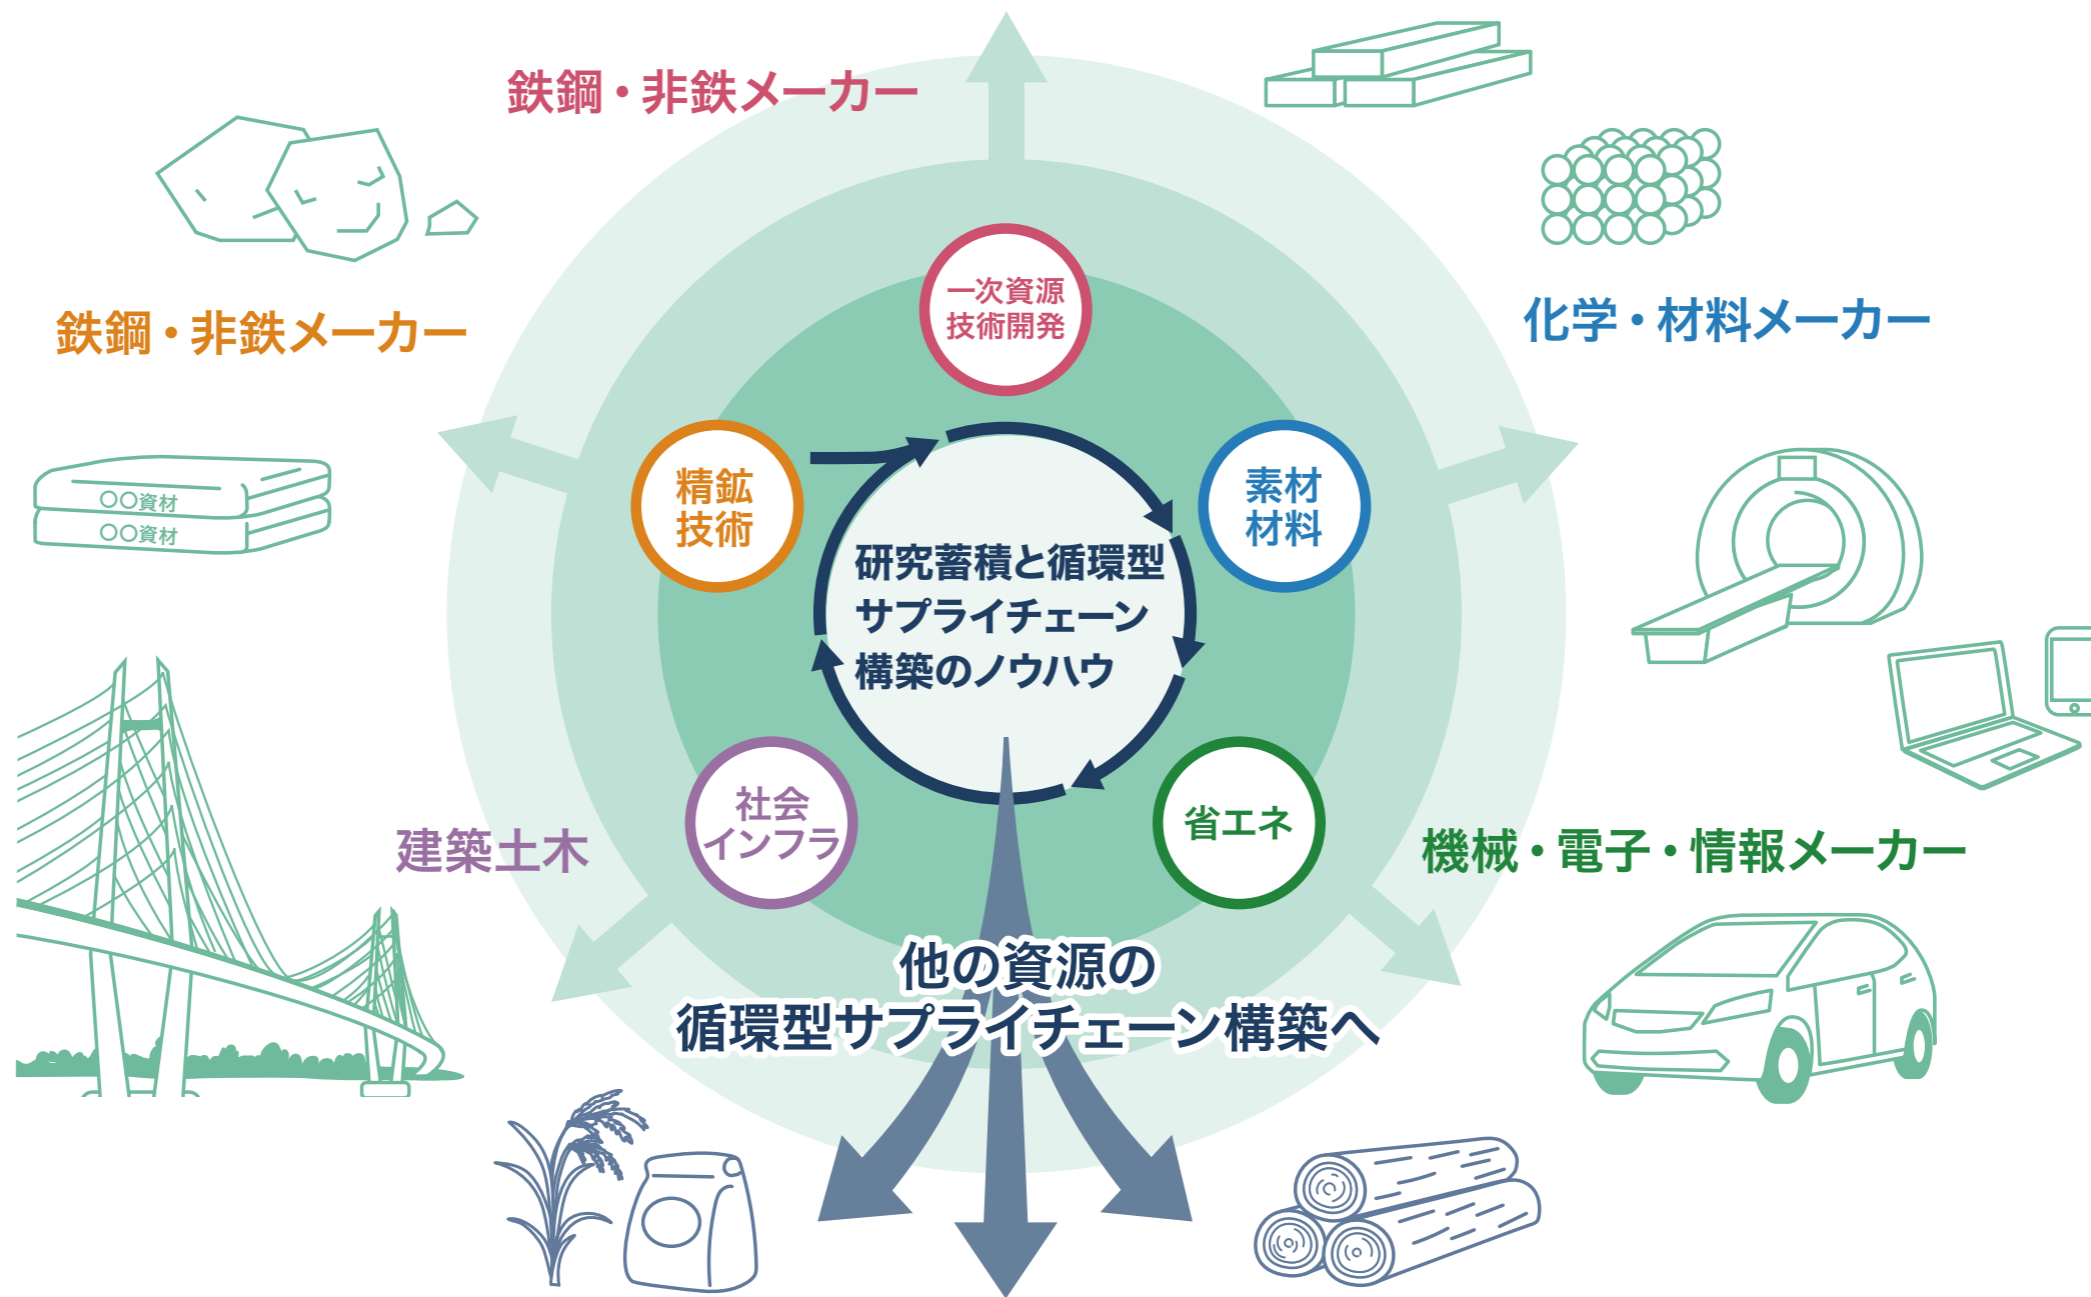 鉄鋼・非鉄メーカー
一次資源
技術開発
鉄鋼・非鉄メーカー
化学・材料メーカー
精鉱
技術
素材
材料
〇〇資材
〇〇資材
研究蓄積と循環型
サプライチェーン
構築のノウハウ
社会
インフラ
省エネ
建築土木
機械・電子・情報メーカー
他の資源の
循環型サプライチェーン構築へ